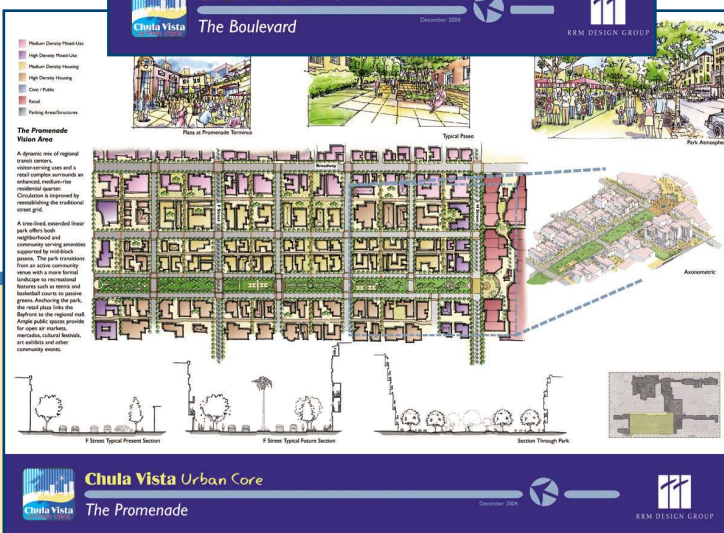 Chula Vista
The Boulevard
December 2004
RRM DESIGN GROUP
Medium Density Mixed-Use
High Density Mixed-Use
Medium Density Housing
High Density Housing
Civic / Public
Retail
Parking Areas/Structures
Plaza at Promenade Terminus
Typical Paseo
Park Atmosphe
The Promenade
Vision Area
A dynamic mix of regional
transit centers,
visitor-serving uses and a
retail complex surrounds an
enhanced, medium-rise
residential quarter.
Circulation is improved by
reestablishing the traditional
street grid.
A tree-lined, extended linear
park offers both
neighborhood and
community serving amenities
supported by mid-block
paseos. The park transitions
from an active community
venue with a more formal
landscape to recreational
features such as tennis and
basketball courts to passive
greens. Anchoring the park,
the retail plaza links the
Bayfront to the regional mall.
Ample public spaces provide
for open air markets,
mercados, cultural festivals,
art exhibits and other
community events.
Broadway
Axonometric
F Street Typical Present Section
F Street Typical Future Section
Section Through Park
Chula Vista
Chula Vista Urban Core
The Promenade
December 2004
RRM DESIGN GROUP